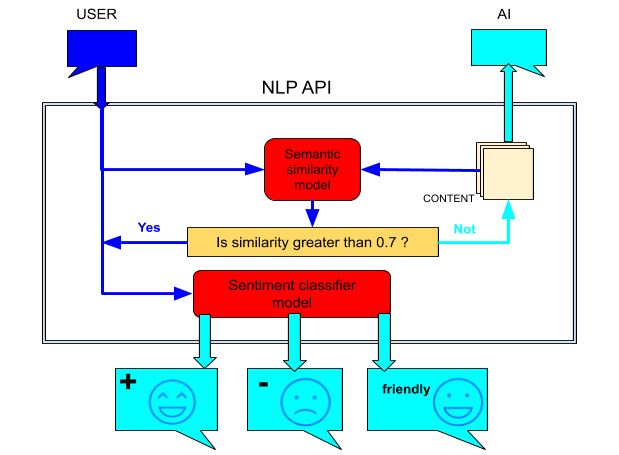 USER
AI
NLP API
Semantic
similarity
model
CONTENT
Yes
Not
Is similarity greater than 0.7 ?
Sentiment classifier
model
+
-
friendly